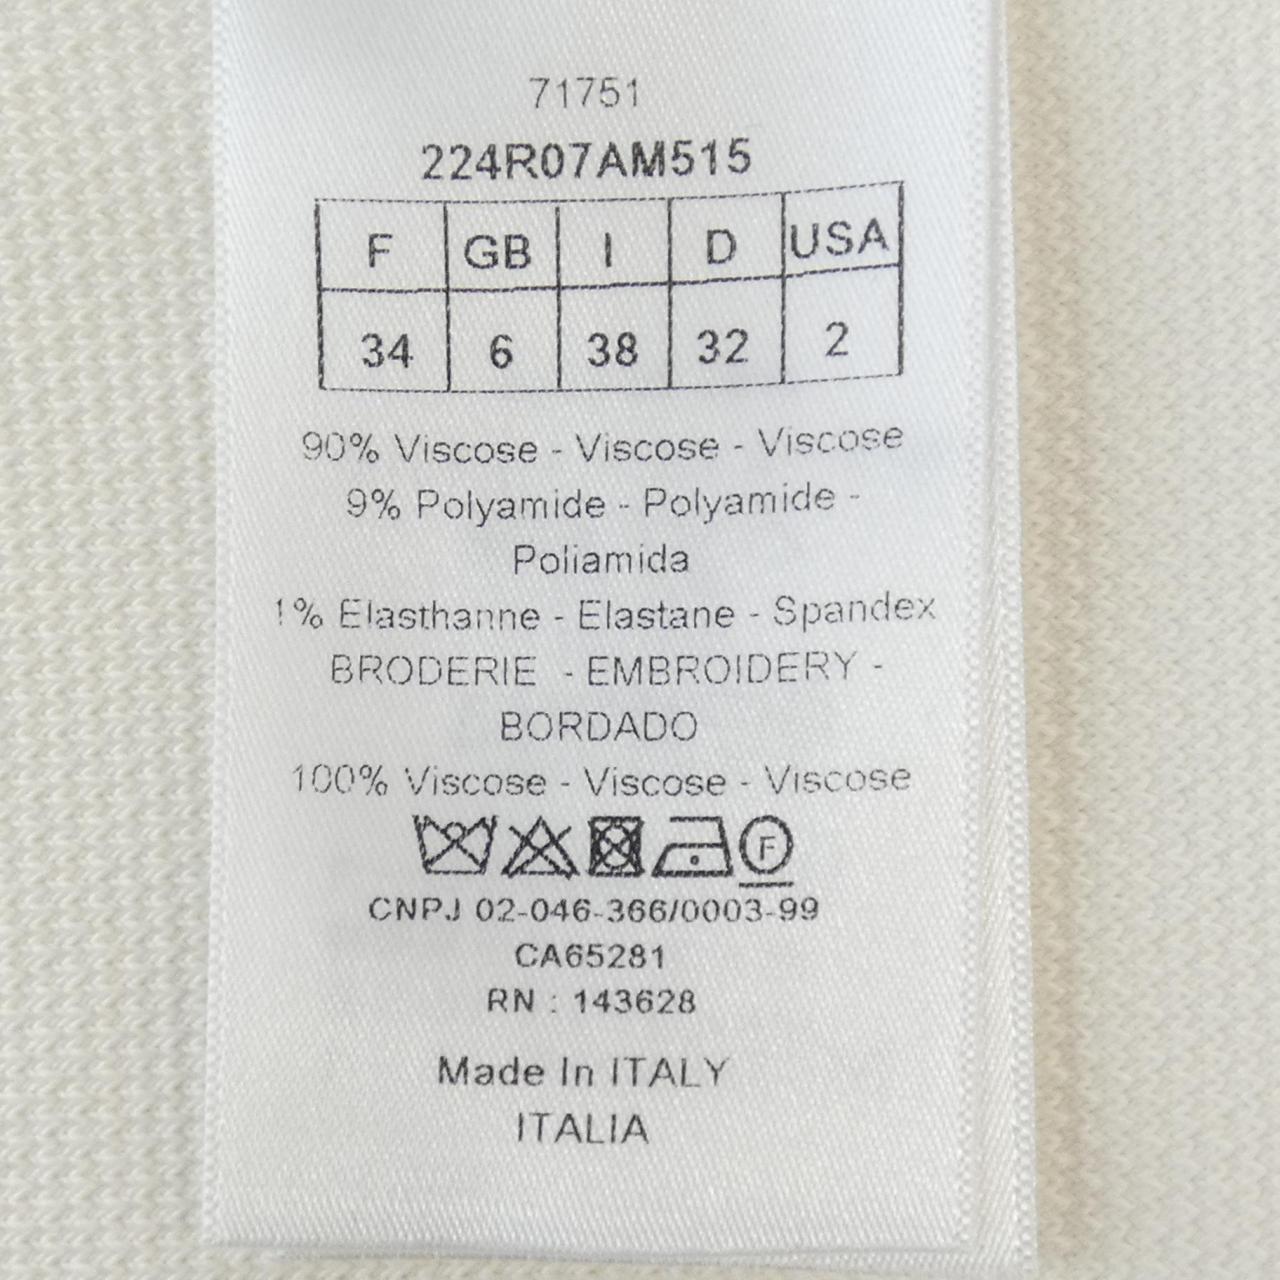 71751
224R07AM515
F GB I D USA
34 6 38 32 2
90% Viscose - Viscose - Viscose
9% Polyamide - Polyamide -
Poliamida
1% Elasthanne - Elastane - Spandex
BRODERIE - EMBROIDERY -
BORDADO
100% Viscose - Viscose - Viscose
F
CNPJ 02-046-366/0003-99
CA65281
RN : 143628
Made In ITALY
ITALIA